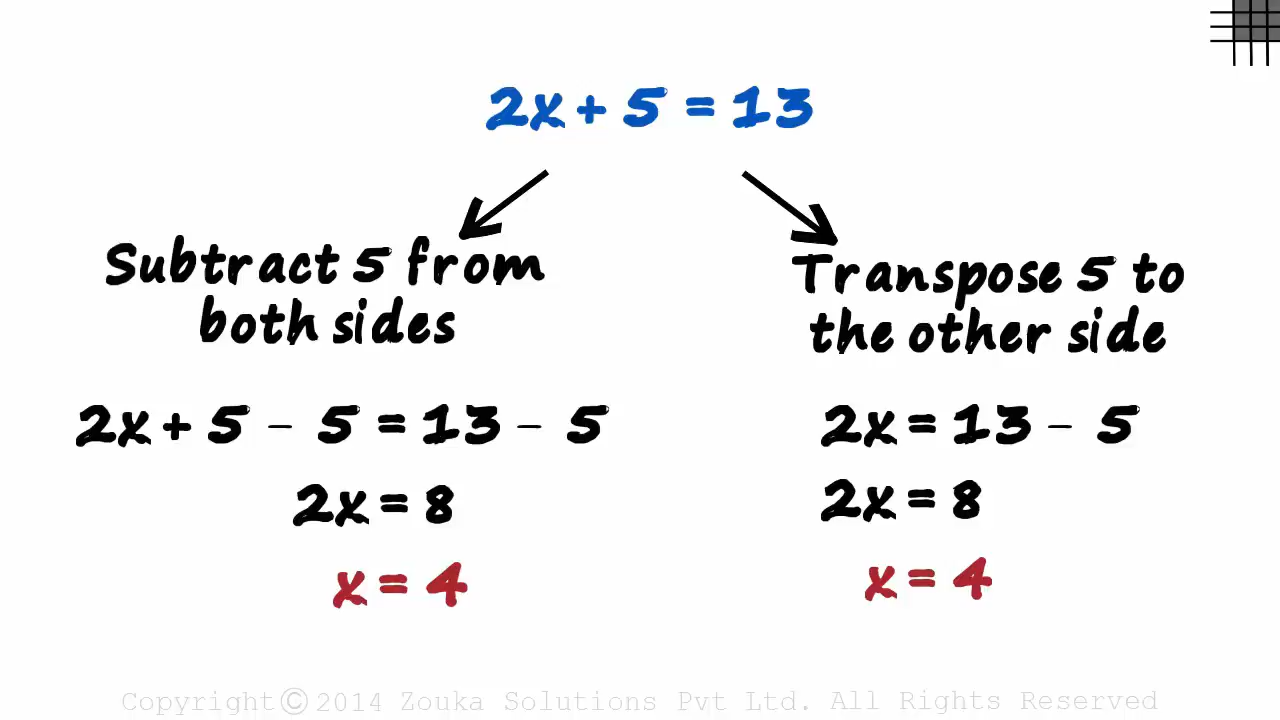 2x + 5 = 13
Subtract 5 from
both sides
2x + 5 – 5 = 13 – 5
2x = 8
x = 4
Transpose 5 to
the other side
2x = 13 – 5
2x = 8
x = 4
Copyright©2014 Zouka Solutions Pvt Ltd. All Rights Reserved